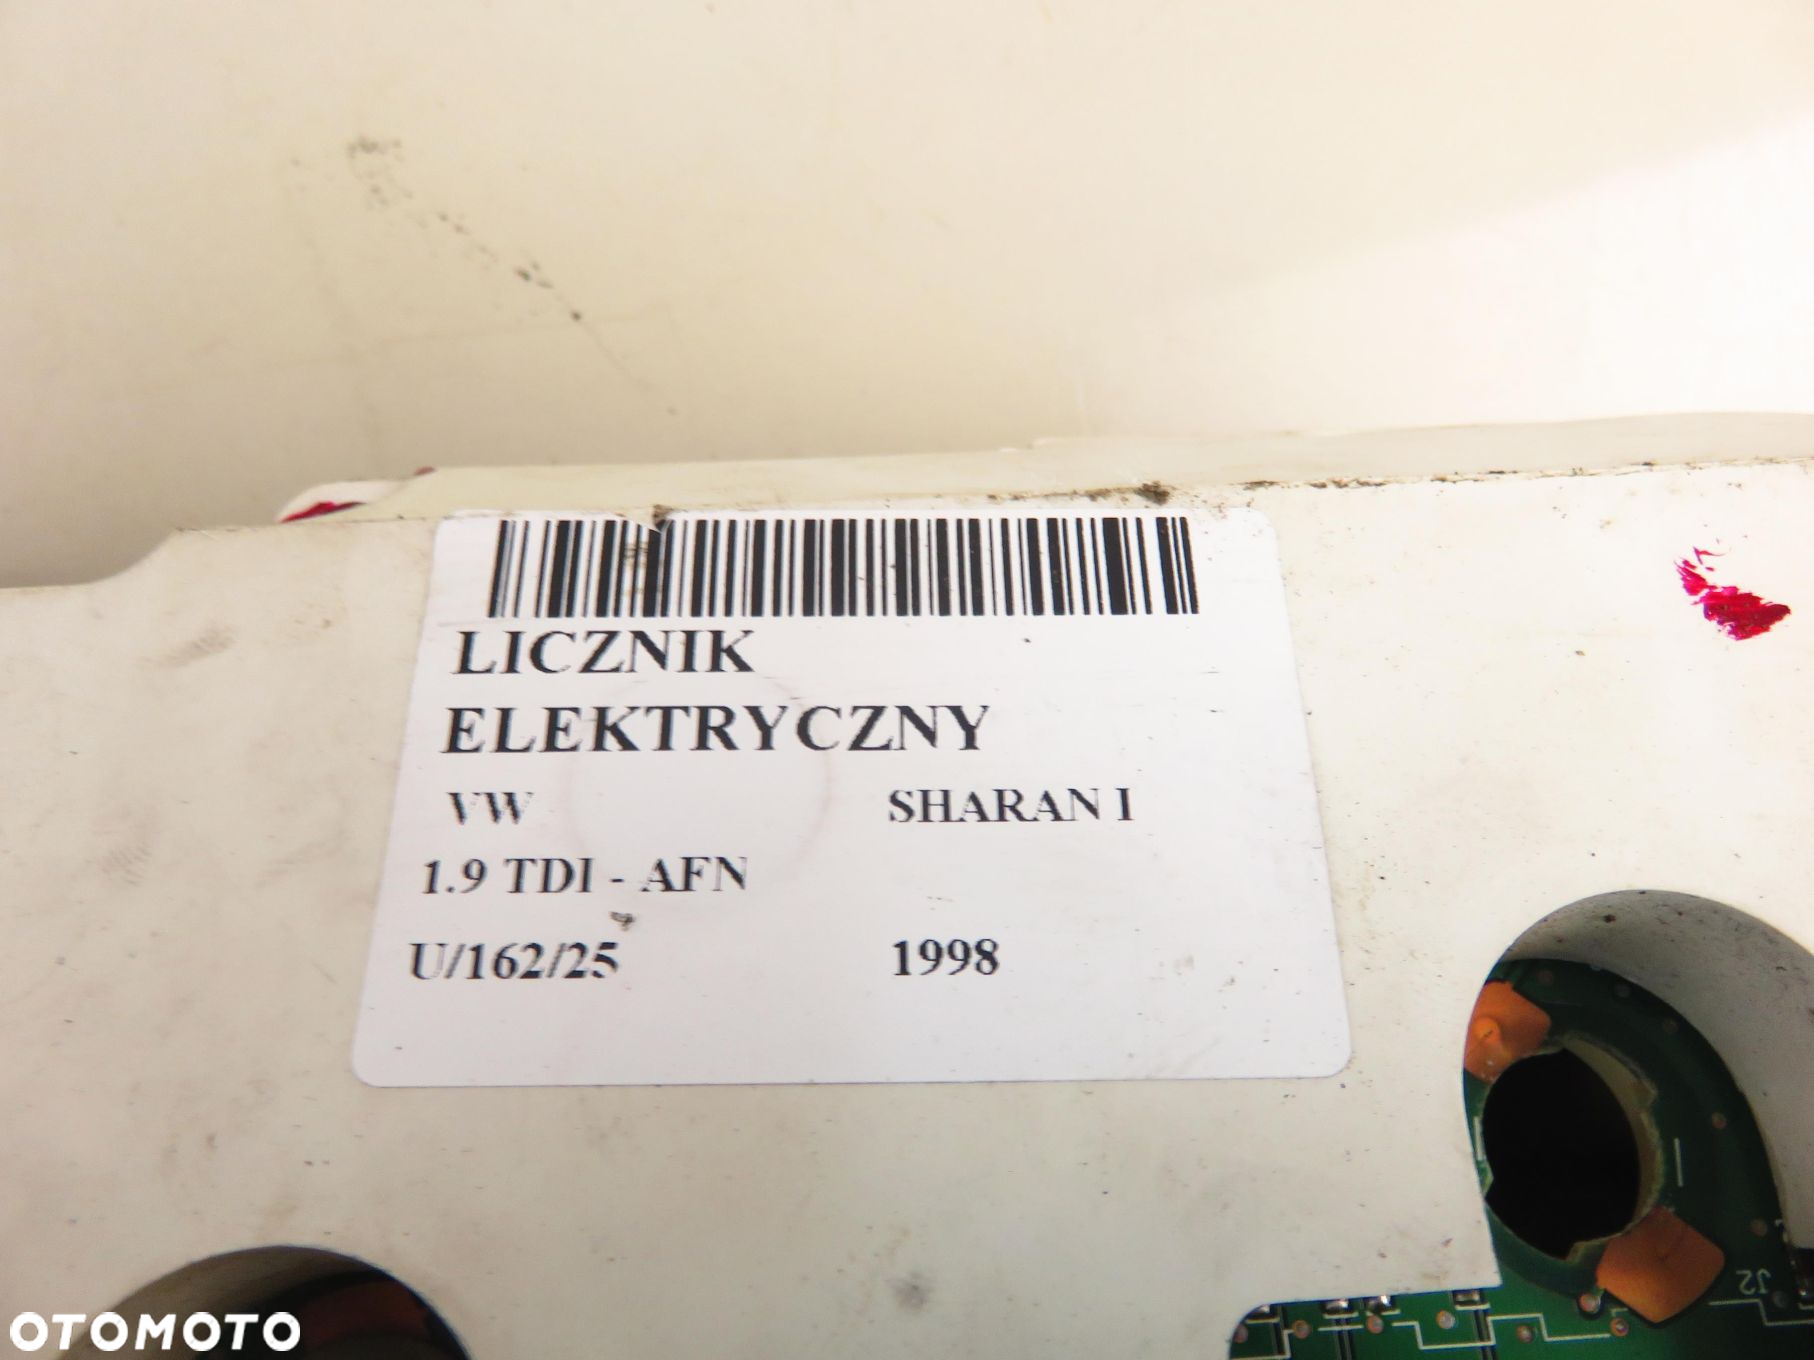 LICZNIK
ELEKTRYCZNY
VW SHARAN I
1.9 TDI - AFN
U/162/25 1998
J2
OTOMOTO